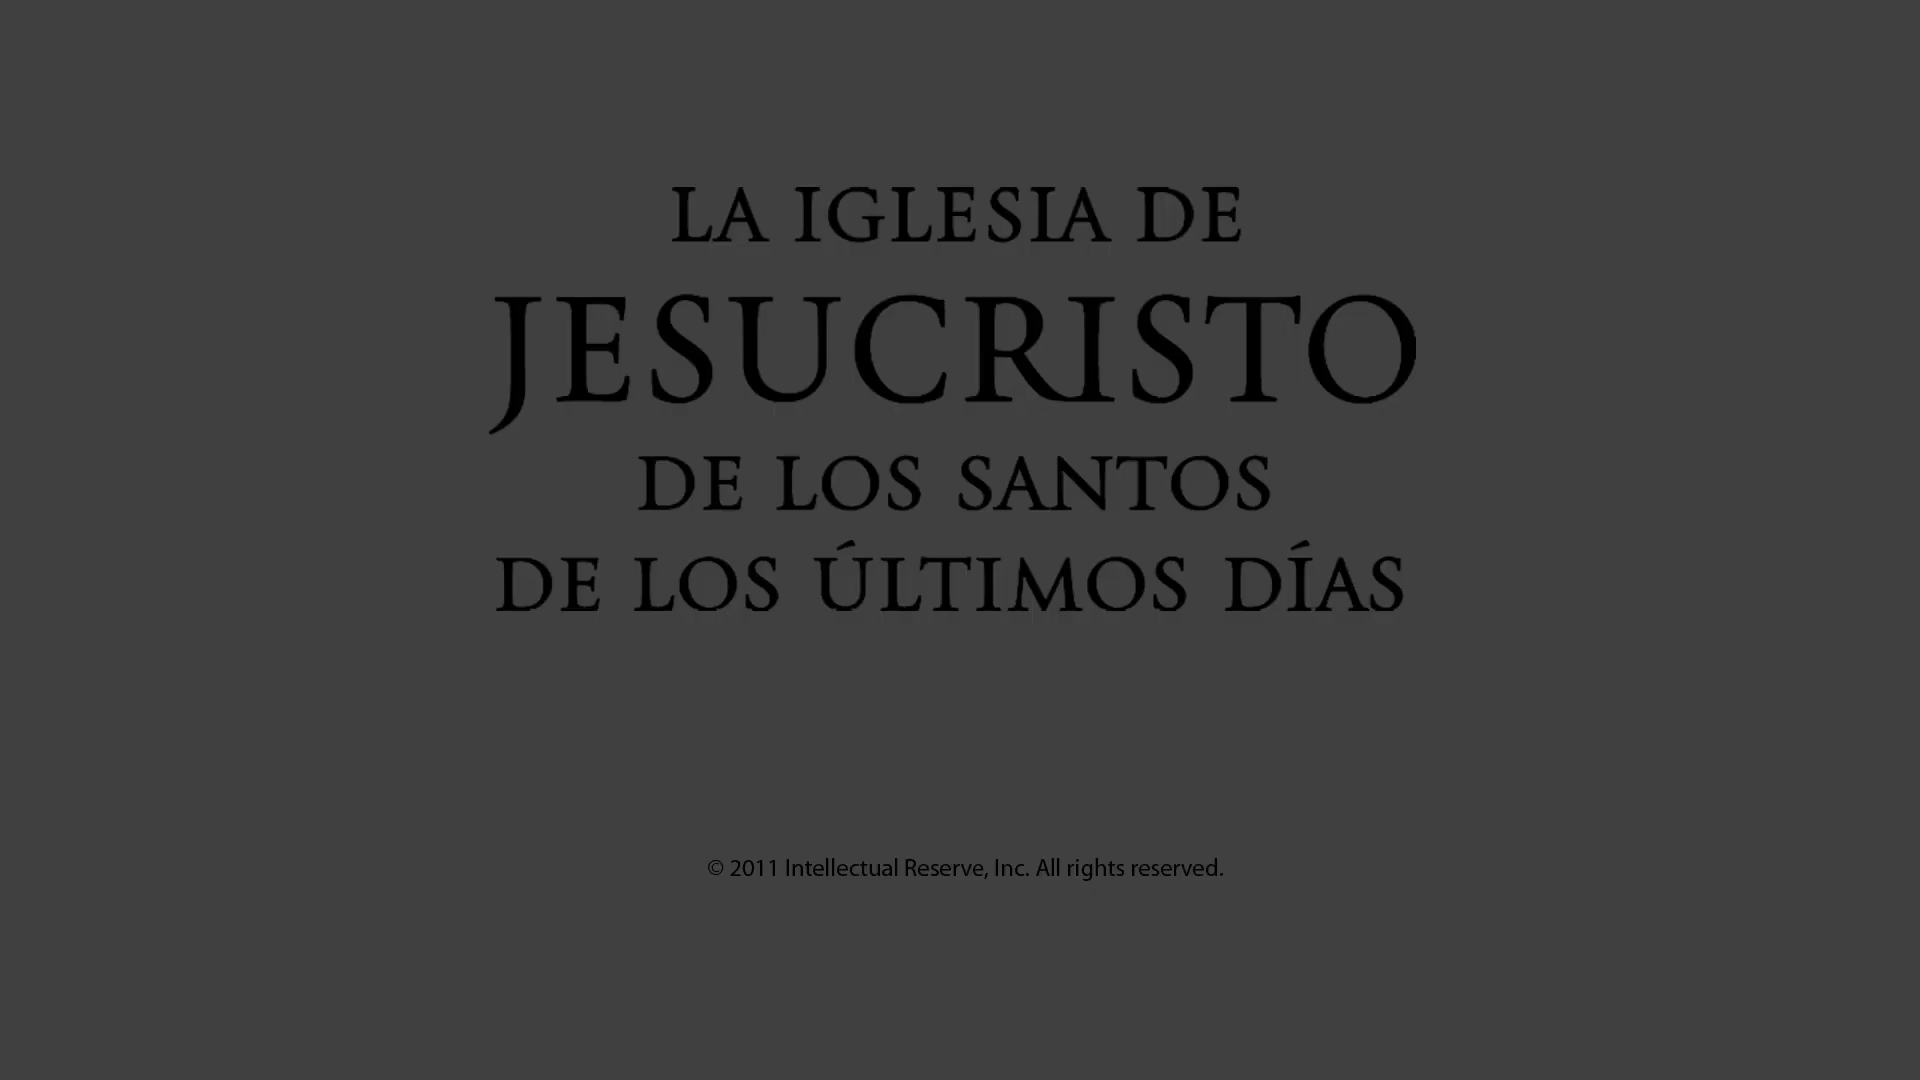 LA IGLESIA DE
JESUCRISTO
DE LOS SANTOS
DE LOS ÚLTIMOS DÍAS
© 2011 Intellectual Reserve, Inc. All rights reserved.